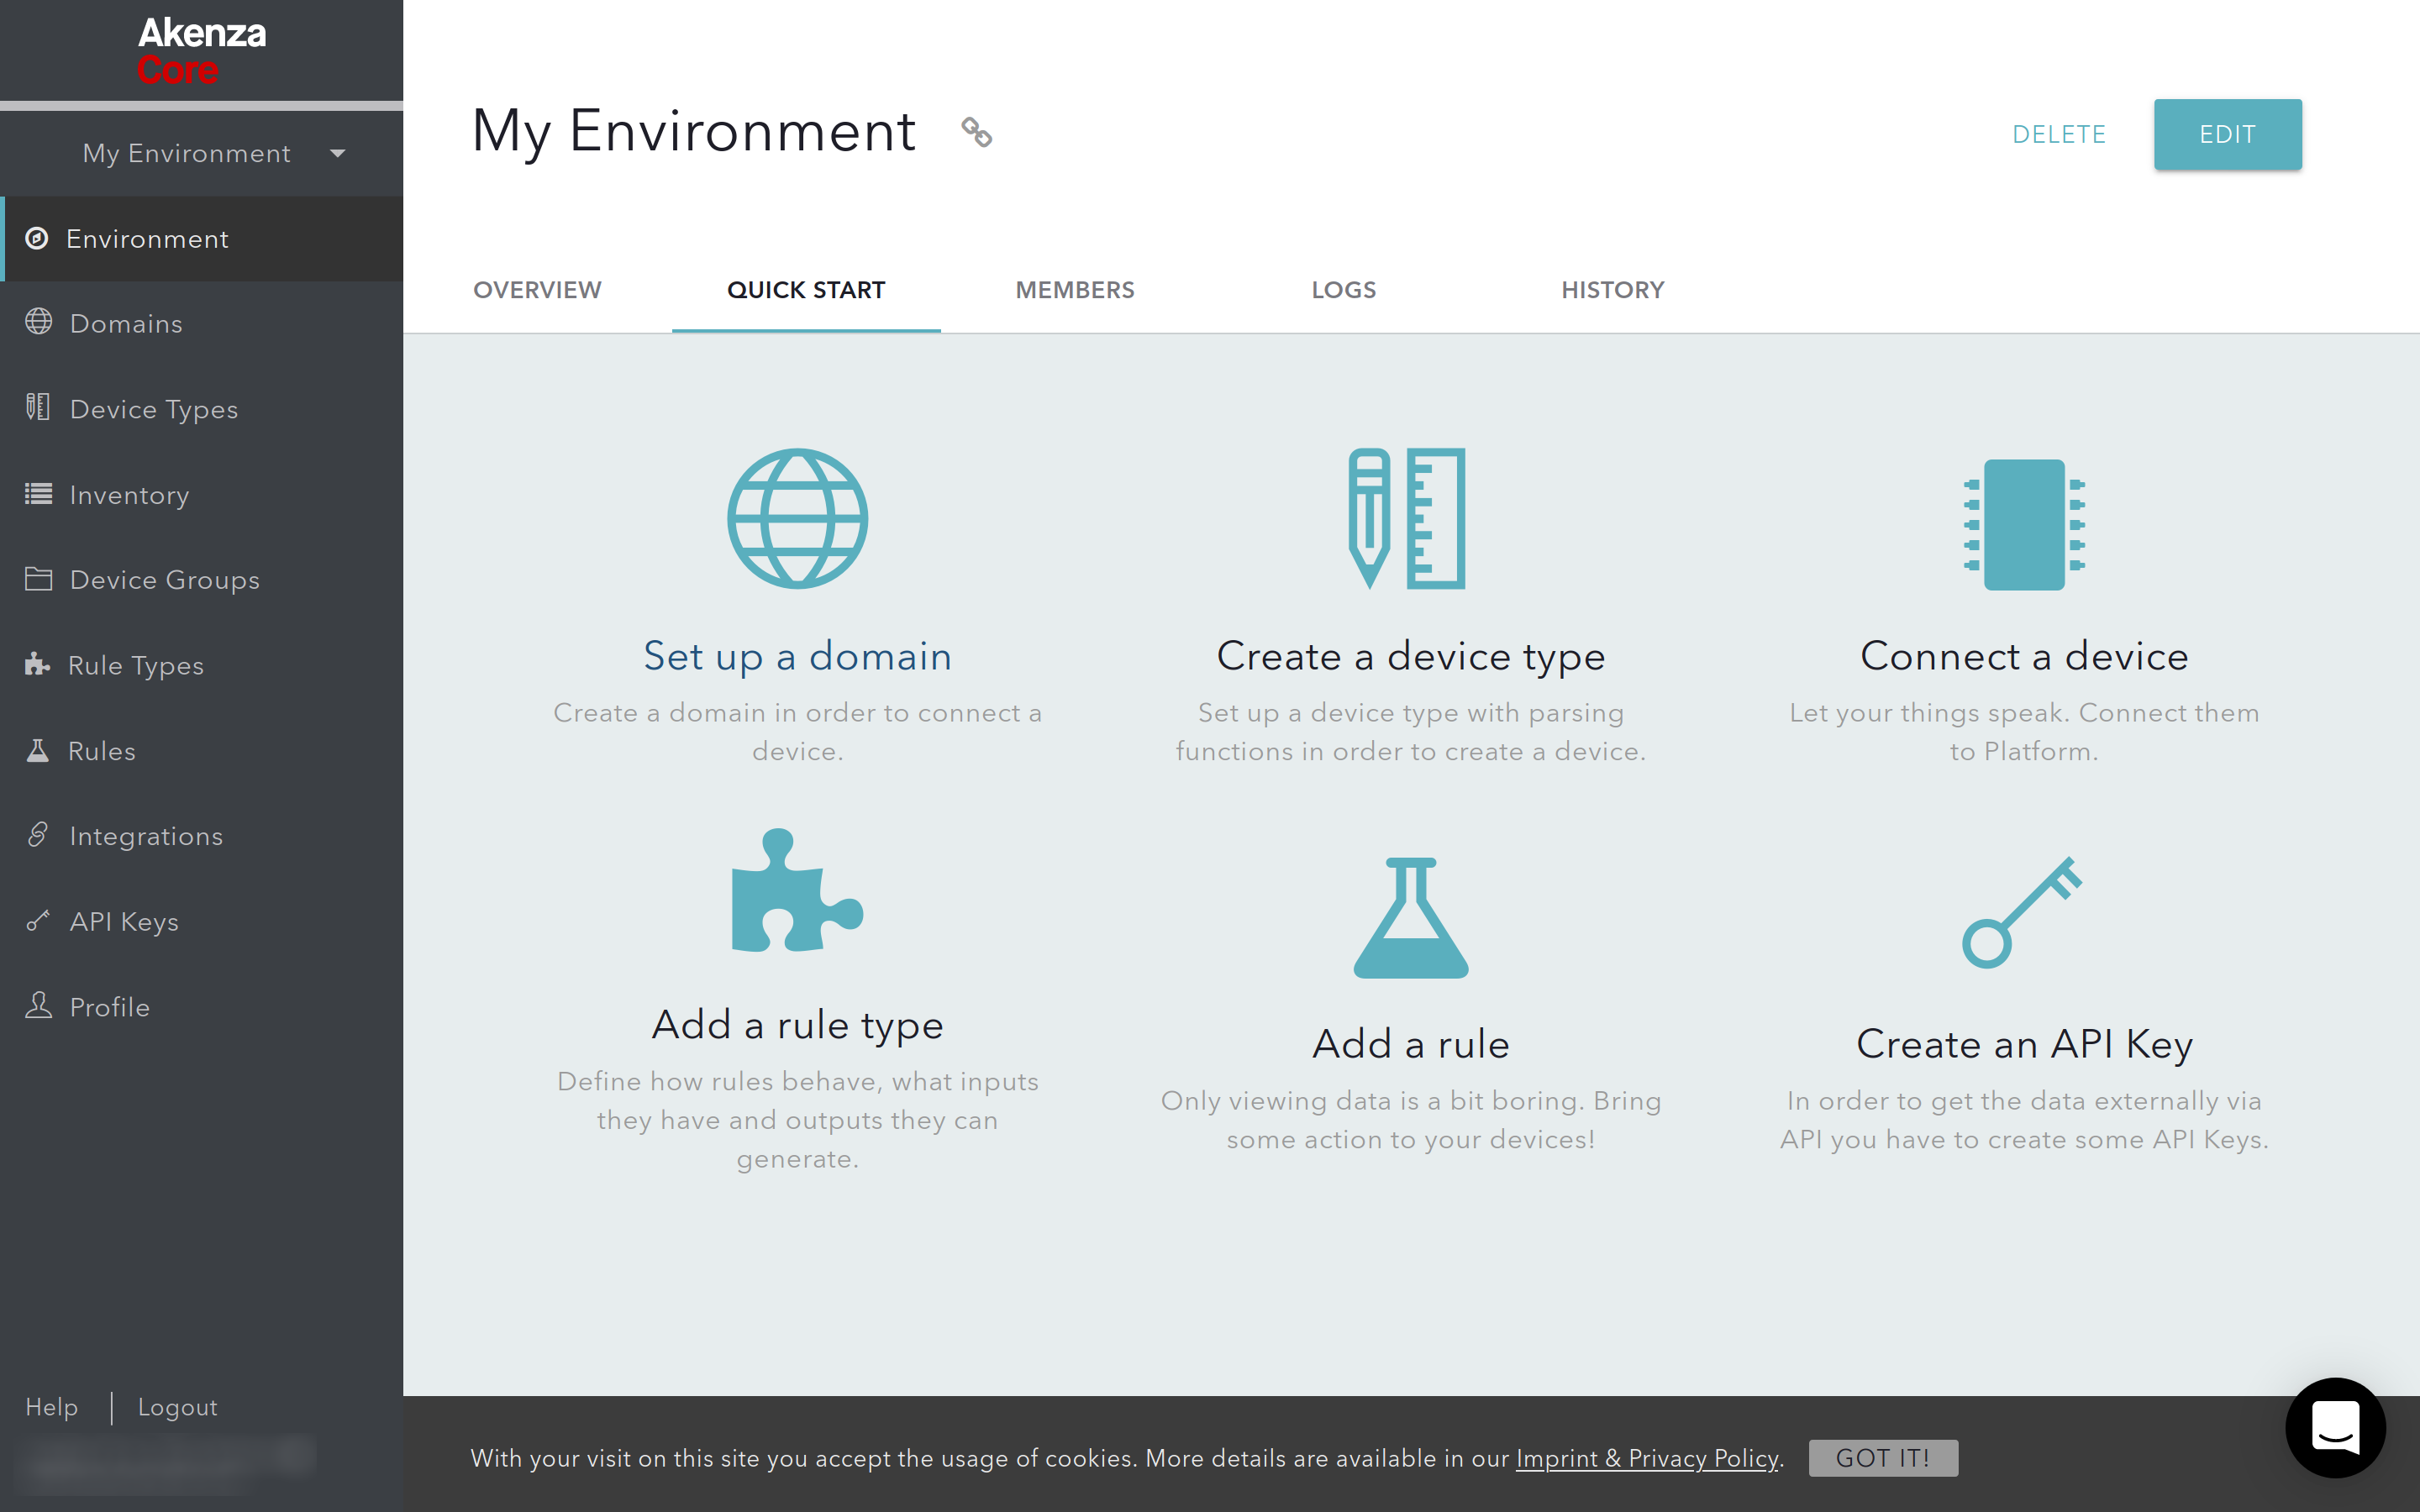 Akenza
Core
My Environment
Environment
Domains
Device Types
Inventory
Device Groups
Rule Types
Rules
Integrations
API Keys
Profile
Help
Logout
My Environment
DELETE
EDIT
OVERVIEW
QUICK START
MEMBERS
LOGS
HISTORY
Set up a domain
Create a domain in order to connect a
device.
Create a device type
Set up a device type with parsing
functions in order to create a device.
Connect a device
Let your things speak. Connect them
to Platform.
Add a rule type
Define how rules behave, what inputs
they have and outputs they can
generate.
Add a rule
Only viewing data is a bit boring. Bring
some action to your devices!
Create an API Key
In order to get the data externally via
API you have to create some API Keys.
With your visit on this site you accept the usage of cookies. More details are available in our Imprint & Privacy Policy.
GOT IT!